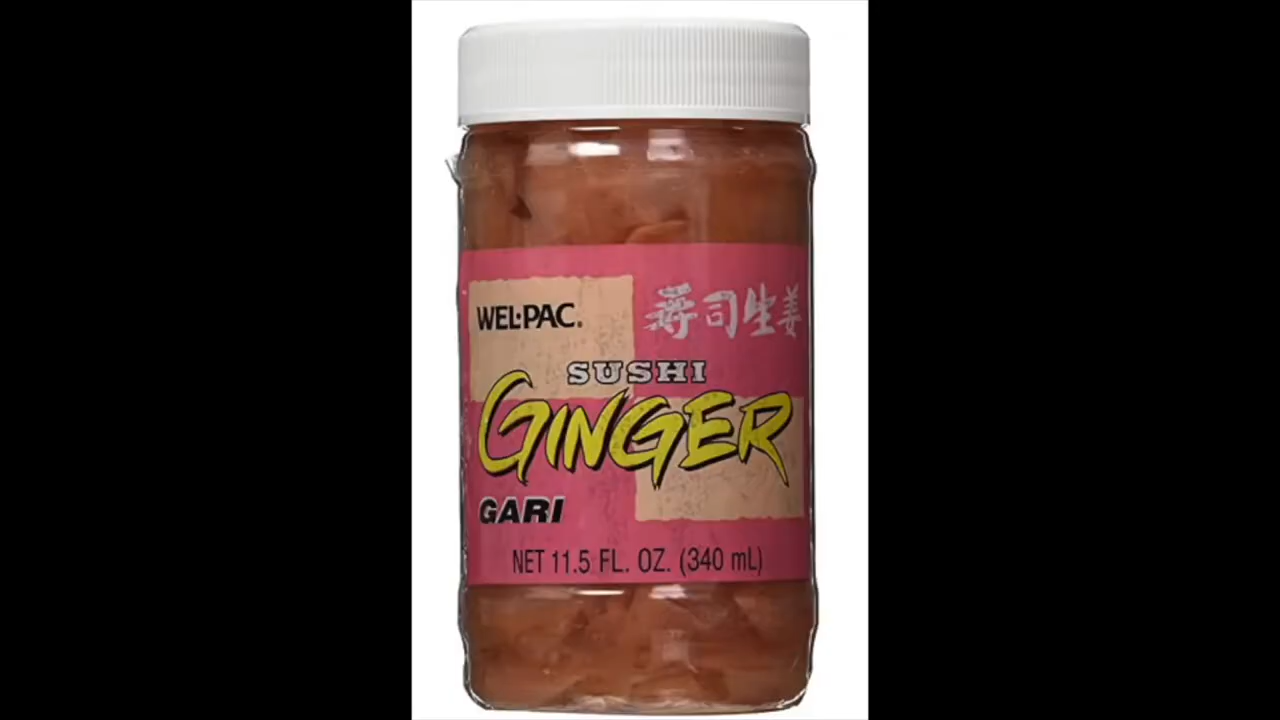 WEL·PAC®
寿司生姜
SUSHI
GINGER
GARI
NET 11.5 FL. OZ. (340 mL)